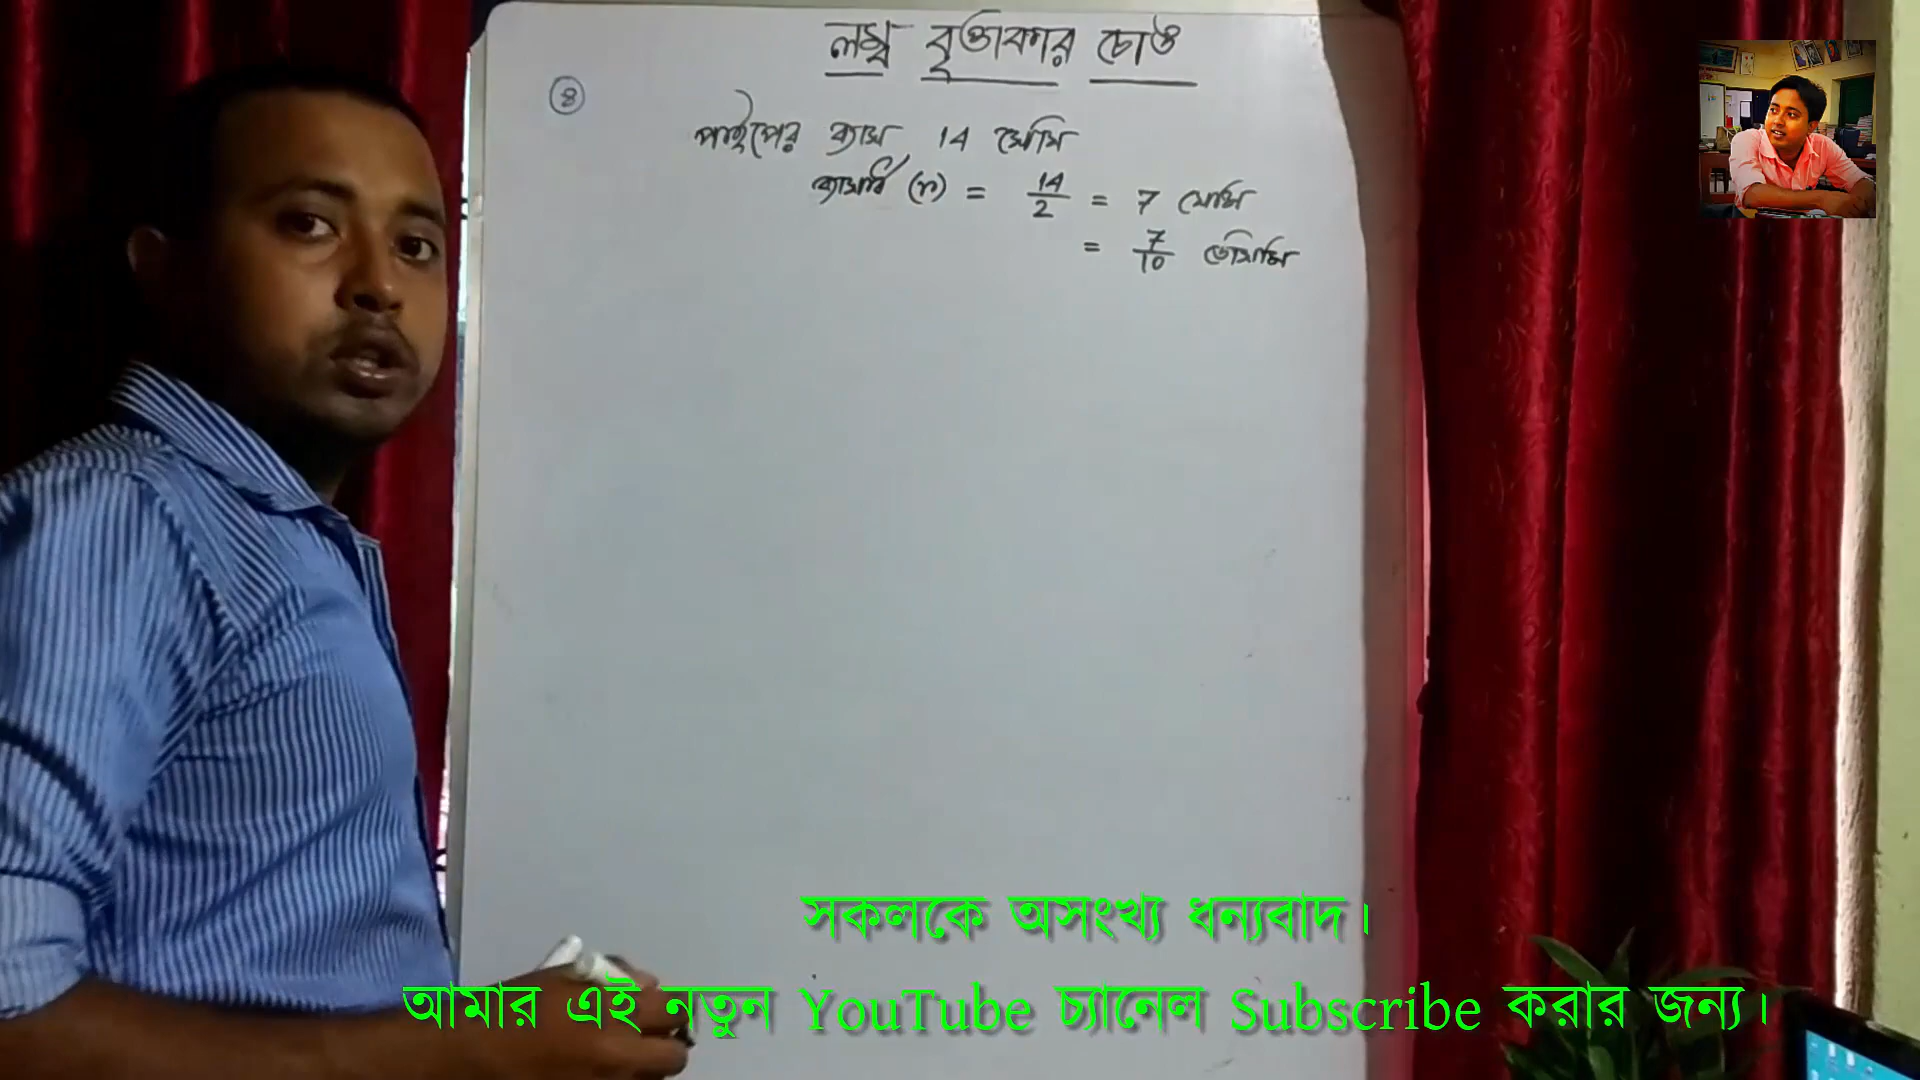 লম্ব বৃত্তাকার চোঙ
৪
পাইপের ব্যাস 14 সেমি
ব্যাসার্ধ (r) = 14/2 = 7 সেমি
= 7/10 ডেসিমি
সকলকে অসংখ্য ধন্যবাদ।
আমার এই নতুন YouTube চ্যানেল Subscribe করার জন্য।